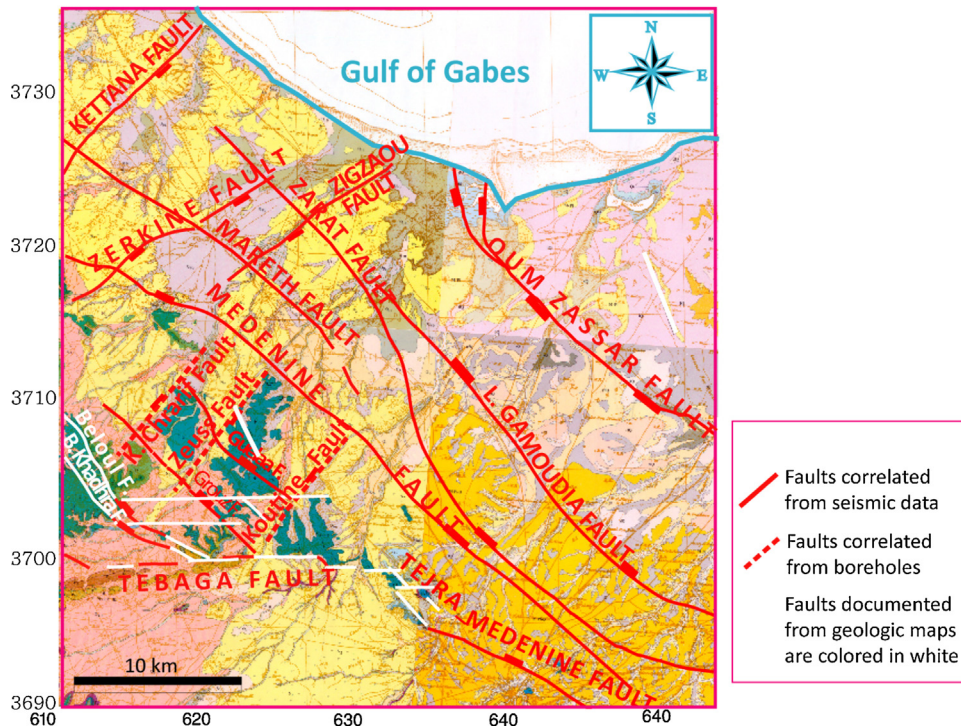 Gulf of Gabes
N
W
E
S
3730
3720
3710
3700
3690
610
620
630
640
640
KETTANA FAULT
ZERKINE FAULT
ZIGZAOU
FAULT
ZARAT FAULT
MARETH FAULT
MEDENINE FAULT
OUM ZASSAR FAULT
L. GAMOUDIA FAULT
Chrarif Fault
Zeuss Fault
Koutine Fault
Beloul F
B. Khadhra F
TEBAGA FAULT
TEJRA MEDENINE FAULT
10 km
Faults correlated
from seismic data
Faults correlated
from boreholes
Faults documented
from geologic maps
are colored in white